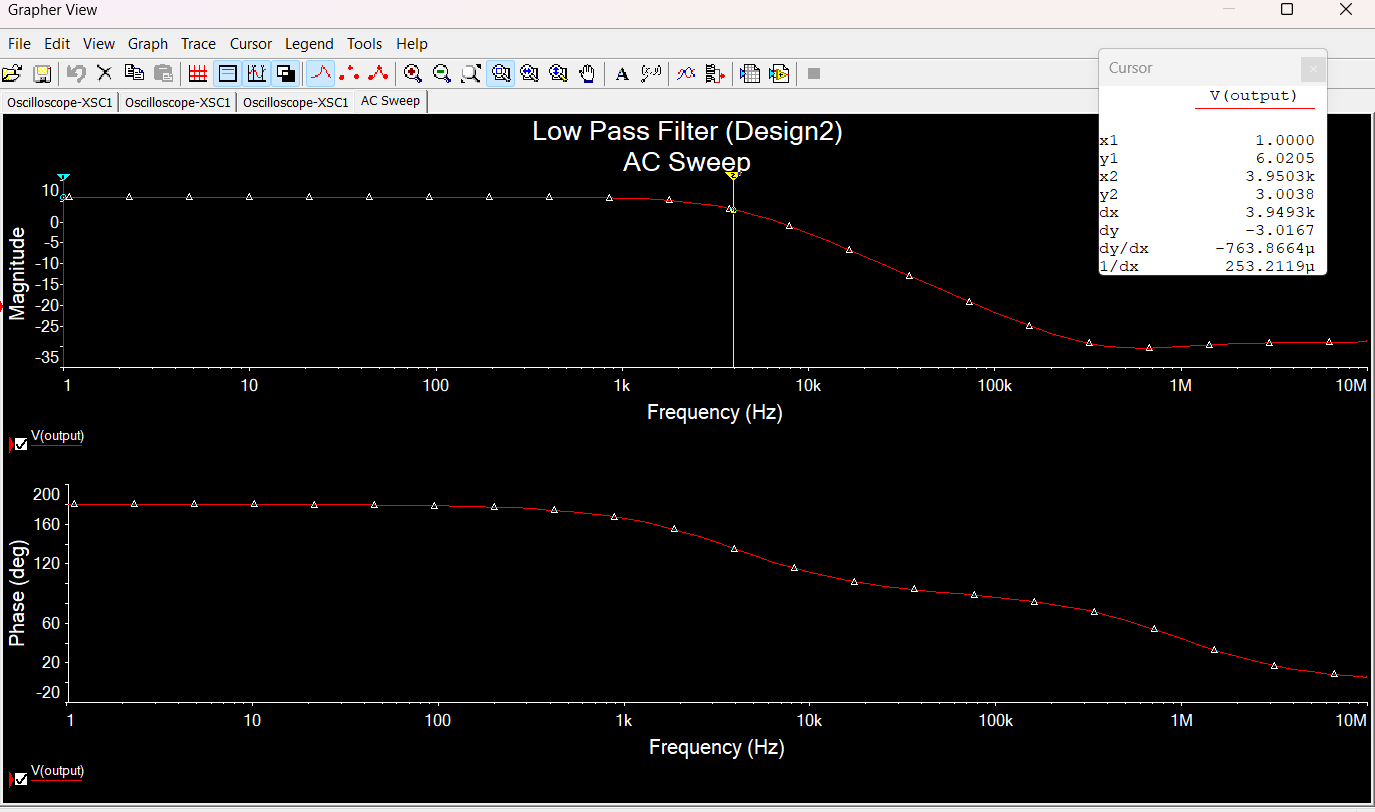 Grapher View
File Edit View Graph Trace Cursor Legend Tools Help
A (x,y)
Oscilloscope-XSC1 Oscilloscope-XSC1 Oscilloscope-XSC1 AC Sweep
Cursor
V(output)
x1 1.0000
y1 6.0205
x2 3.9503k
y2 3.0038
dx 3.9493k
dy -3.0167
dy/dx -763.8664µ
1/dx 253.2119µ
Low Pass Filter (Design2)
AC Sweep
1 2
Magnitude
10
0
-5
-10
-15
-20
-25
-35
1 10 100 1k 10k 100k 1M 10M
Frequency (Hz)
V(output)
Phase (deg)
200
160
120
60
20
-20
1 10 100 1k 10k 100k 1M 10M
Frequency (Hz)
V(output)